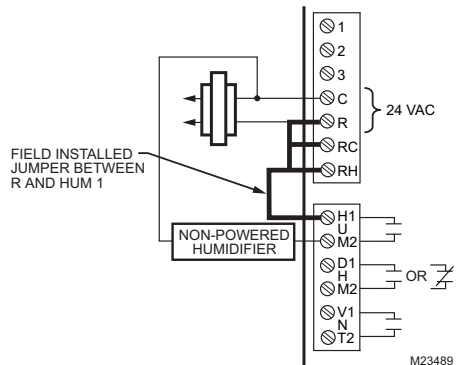 1
2
3
C
R
24 VAC
RC
RH
FIELD INSTALLED
JUMPER BETWEEN
R AND HUM 1
H1
U
M2
NON-POWERED
HUMIDIFIER
D1
H
M2
OR
V1
N
T2
M23489